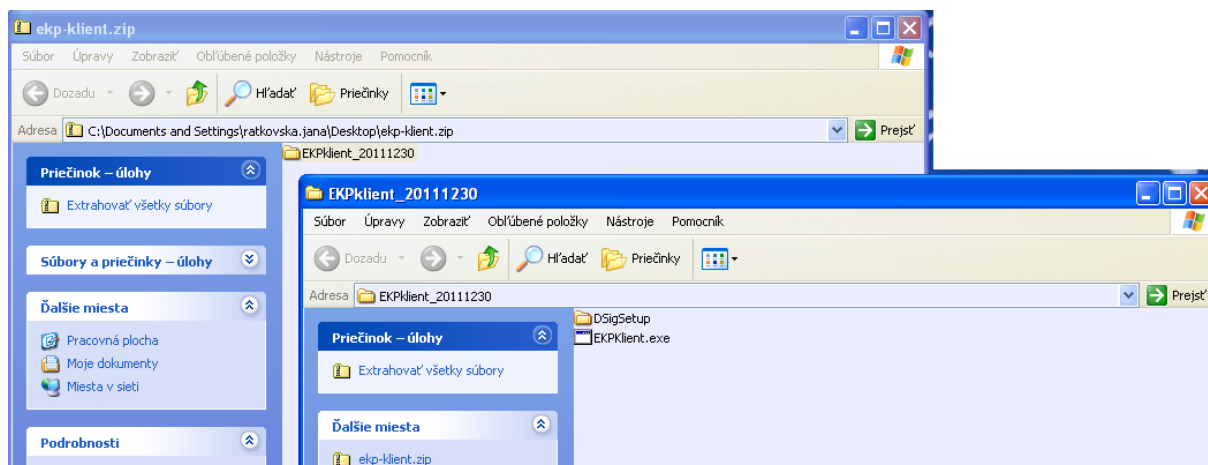 ekp-klient.zip
Súbor Úpravy Zobraziť Obľúbené položky Nástroje Pomocník
Dozadu Hľadať Priečinky
Adresa C:\Documents and Settings\ratkovska.jana\Desktop\ekp-klient.zip Prejsť
EKPklient_20111230
Priečinok – úlohy
Extrahovať všetky súbory
Súbory a priečinky – úlohy
Ďalšie miesta
Pracovná plocha
Moje dokumenty
Miesta v sieti
Podrobnosti
EKPklient_20111230
Súbor Úpravy Zobraziť Obľúbené položky Nástroje Pomocník
Dozadu Hľadať Priečinky
Adresa EKPklient_20111230 Prejsť
DSigSetup
EKPKlient.exe
Priečinok – úlohy
Extrahovať všetky súbory
Ďalšie miesta
ekp-klient.zip